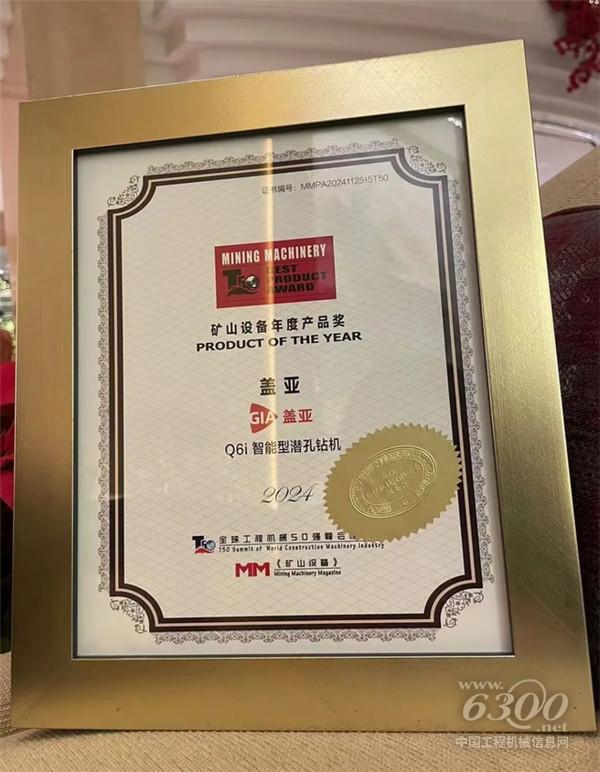 证书编号：MMPA2024112515T50
MINING MACHINERY
T50 BEST
PRODUCT
AWARD
矿山设备年度产品奖
PRODUCT OF THE YEAR
盖亚
GIA 盖亚
Q6i 智能型潜孔钻机
2024
T50 全球工程机械50强峰会
T50 Summit of World Construction Machinery Industry
MM 《矿山设备》
Mining Machinery Magazine
www.
6300
.net
中国工程机械信息网